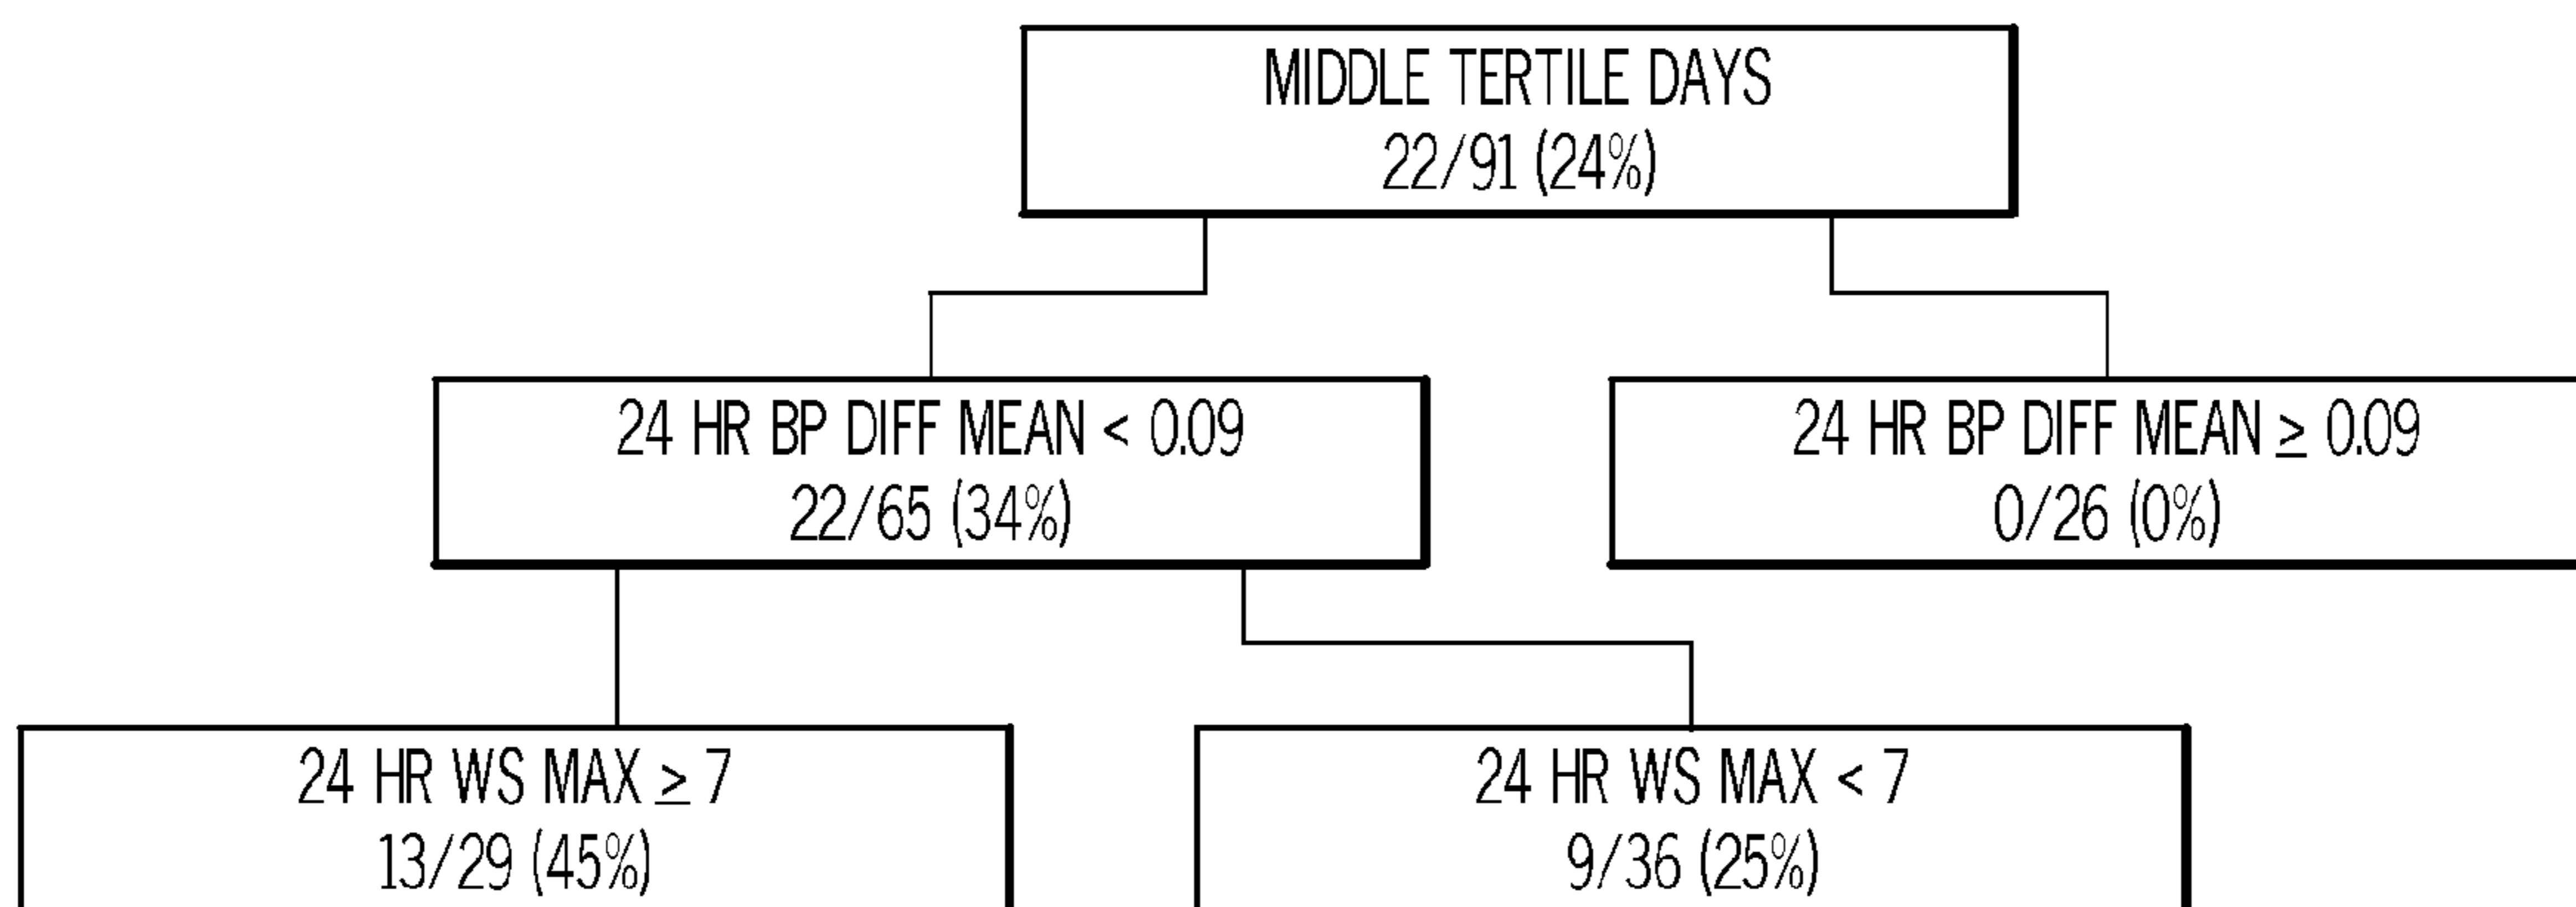 MIDDLE TERTILE DAYS
22/91 (24%)
24 HR BP DIFF MEAN < 0.09
22/65 (34%)
24 HR BP DIFF MEAN ≥ 0.09
0/26 (0%)
24 HR WS MAX ≥ 7
13/29 (45%)
24 HR WS MAX < 7
9/36 (25%)